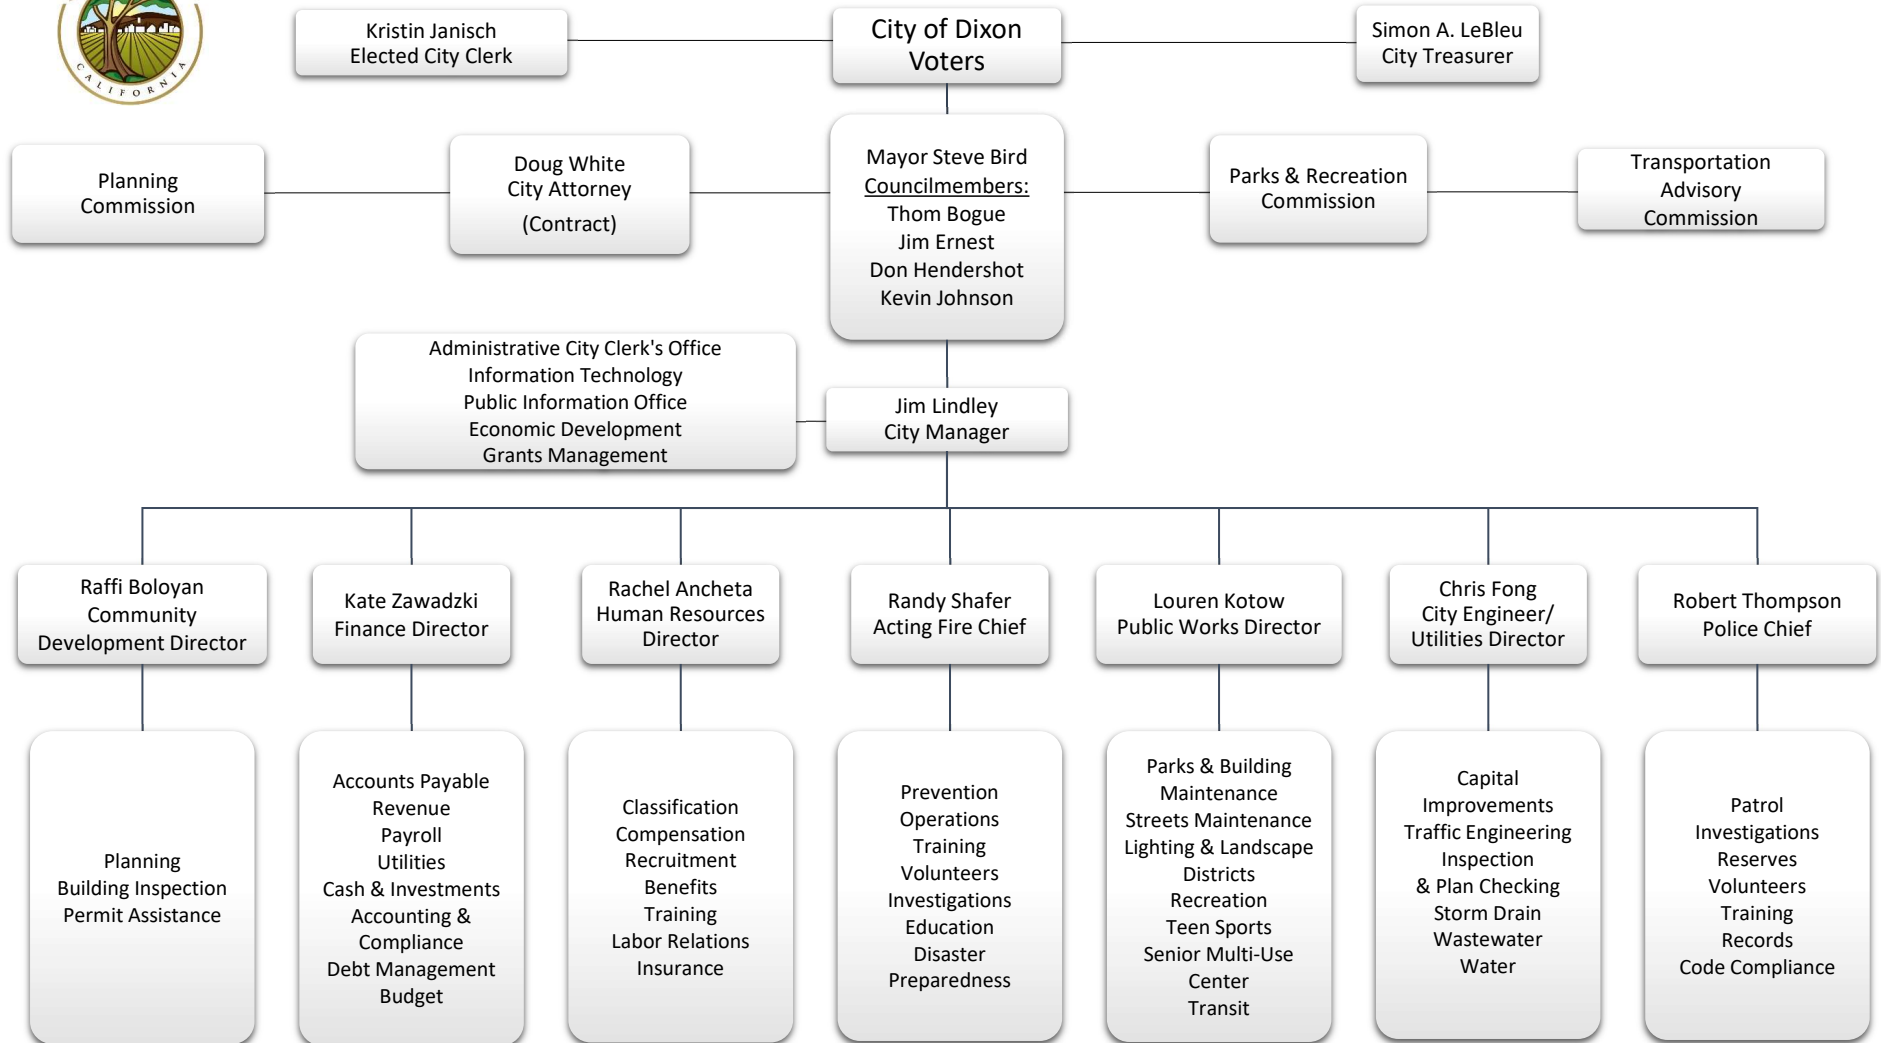 CALIFORNIA
Kristin Janisch
Elected City Clerk
City of Dixon
Voters
Simon A. LeBleu
City Treasurer
Planning
Commission
Doug White
City Attorney
(Contract)
Mayor Steve Bird
Councilmembers:
Thom Bogue
Jim Ernest
Don Hendershot
Kevin Johnson
Parks & Recreation
Commission
Transportation
Advisory
Commission
Administrative City Clerk's Office
Information Technology
Public Information Office
Economic Development
Grants Management
Jim Lindley
City Manager
Raffi Boloyan
Community
Development Director
Kate Zawadzki
Finance Director
Rachel Ancheta
Human Resources
Director
Randy Shafer
Acting Fire Chief
Louren Kotow
Public Works Director
Chris Fong
City Engineer/
Utilities Director
Robert Thompson
Police Chief
Planning
Building Inspection
Permit Assistance
Accounts Payable
Revenue
Payroll
Utilities
Cash & Investments
Accounting &
Compliance
Debt Management
Budget
Classification
Compensation
Recruitment
Benefits
Training
Labor Relations
Insurance
Prevention
Operations
Training
Volunteers
Investigations
Education
Disaster
Preparedness
Parks & Building
Maintenance
Streets Maintenance
Lighting & Landscape
Districts
Recreation
Teen Sports
Senior Multi-Use
Center
Transit
Capital
Improvements
Traffic Engineering
Inspection
& Plan Checking
Storm Drain
Wastewater
Water
Patrol
Investigations
Reserves
Volunteers
Training
Records
Code Compliance